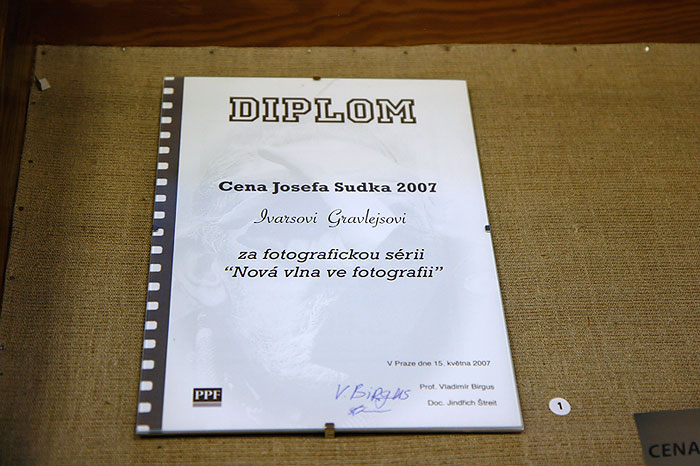 DIPLOM
Cena Josefa Sudka 2007
Ivarsovi Gravlejsovi
za fotografickou sérii
“Nová vlna ve fotografii”
V Praze dne 15. května 2007
Prof. Vladimír Birgus
V. Birgus
Doc. Jindřich Štreit
PPF
1
CENA